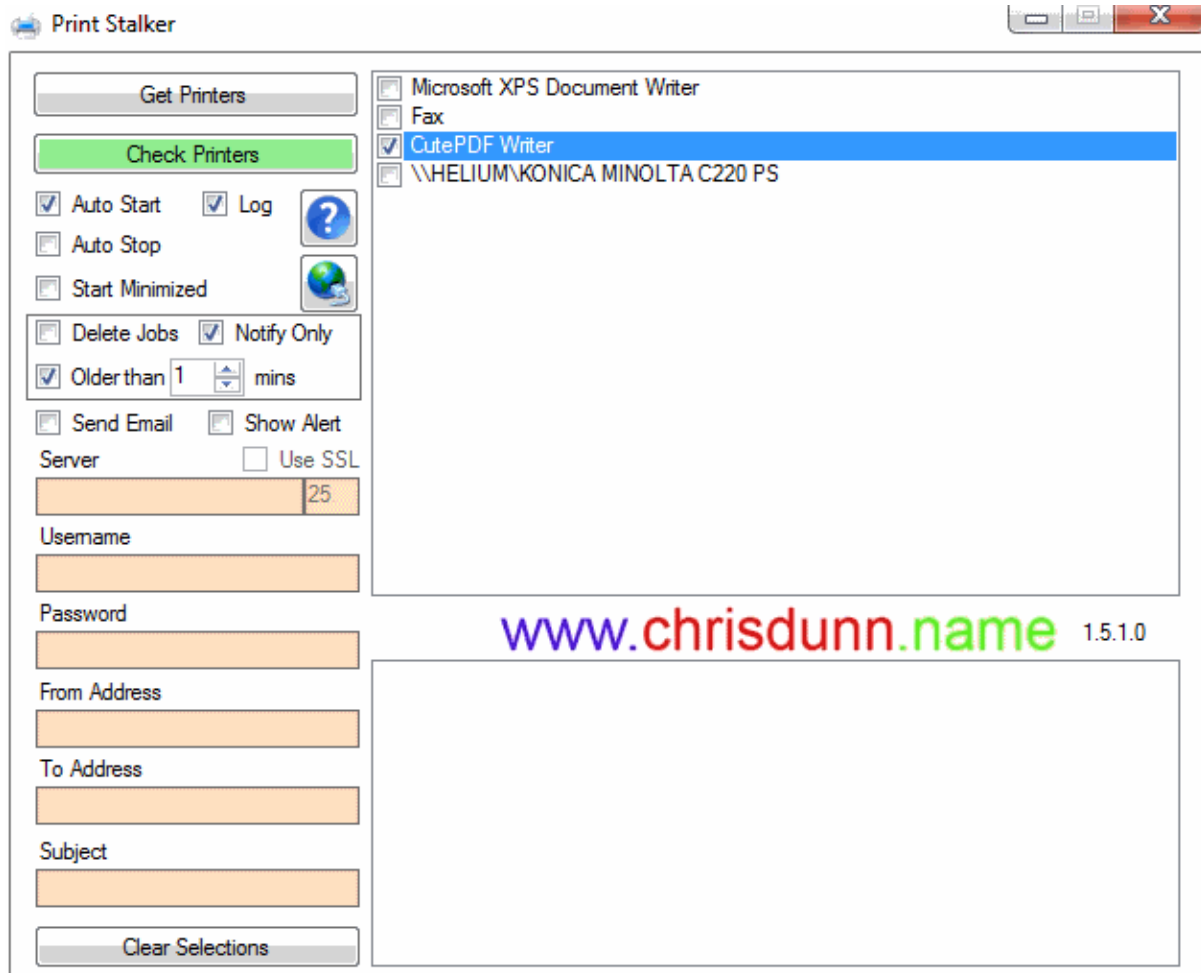 Print Stalker
Get Printers
Check Printers
Auto Start Log
Auto Stop
Start Minimized
Delete Jobs Notify Only
Older than 1 mins
Send Email Show Alert
Server Use SSL
25
Username
Password
From Address
To Address
Subject
Clear Selections
Microsoft XPS Document Writer
Fax
CutePDF Writer
\\HELIUM\KONICA MINOLTA C220 PS
www.chrisdunn.name 1.5.1.0